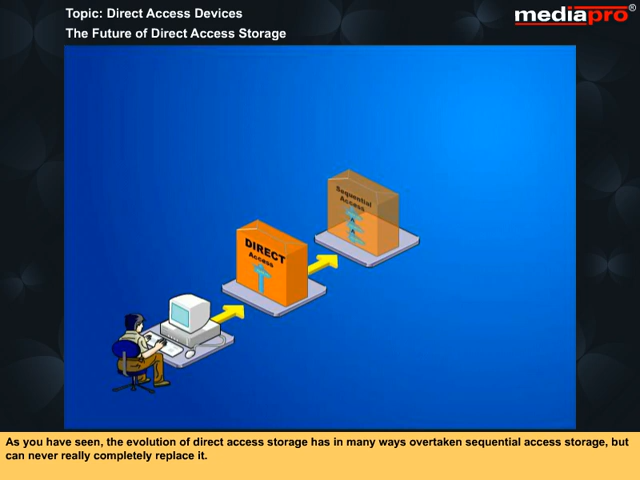 Topic: Direct Access Devices
The Future of Direct Access Storage
mediapro®
Sequential
Access
DIRECT
Access
As you have seen, the evolution of direct access storage has in many ways overtaken sequential access storage, but
can never really completely replace it.